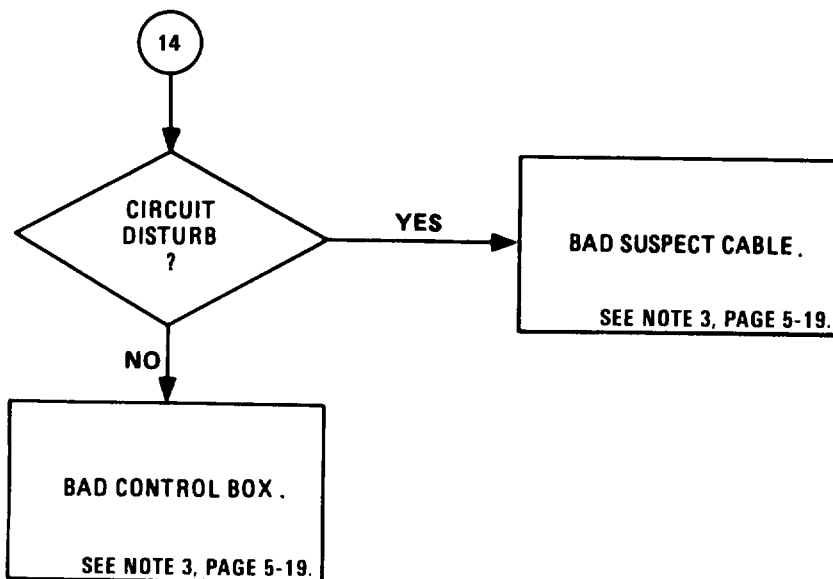 14
CIRCUIT
DISTURB
?
YES
BAD SUSPECT CABLE.
SEE NOTE 3, PAGE 5-19.
NO
BAD CONTROL BOX.
SEE NOTE 3, PAGE 5-19.